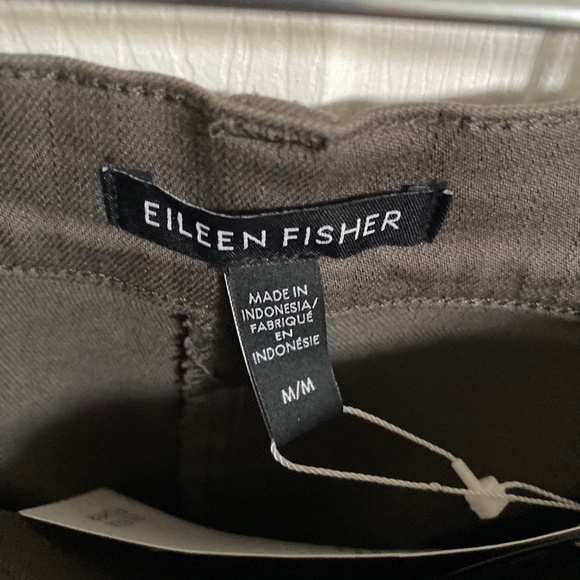 EILEEN FISHER
MADE IN
INDONESIA/
FABRIQUÉ
EN
INDONÉSIE
M/M